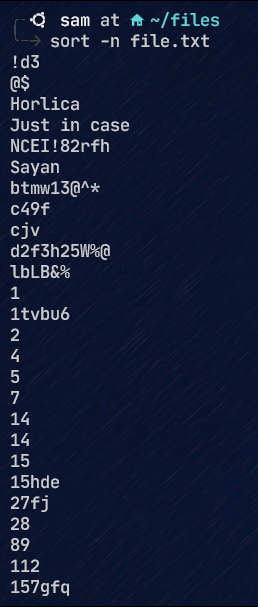 sam at ~/files
sort -n file.txt
!d3
@$
Horlica
Just in case
NCEI!82rfh
Sayan
btmw13@^*
c49f
cjv
d2f3h25W%@
lbLB&%
1
1tvbu6
2
4
5
7
14
14
15
15hde
27fj
28
89
112
157gfq